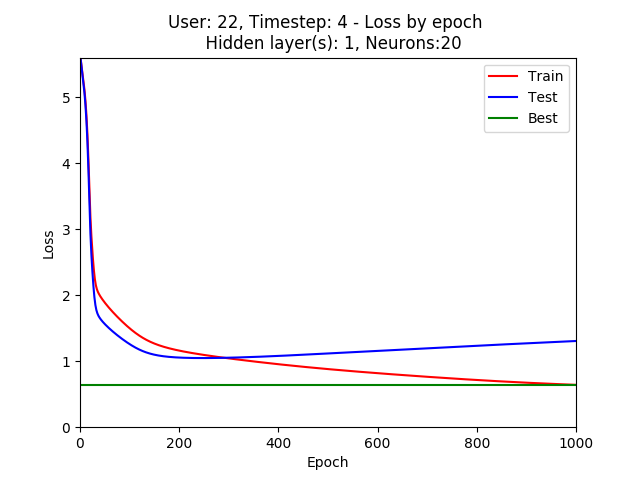 User: 22, Timestep: 4 - Loss by epoch
Hidden layer(s): 1, Neurons:20
Train
Test
Best
Loss
5
4
3
2
1
0
0 200 400 600 800 1000
Epoch